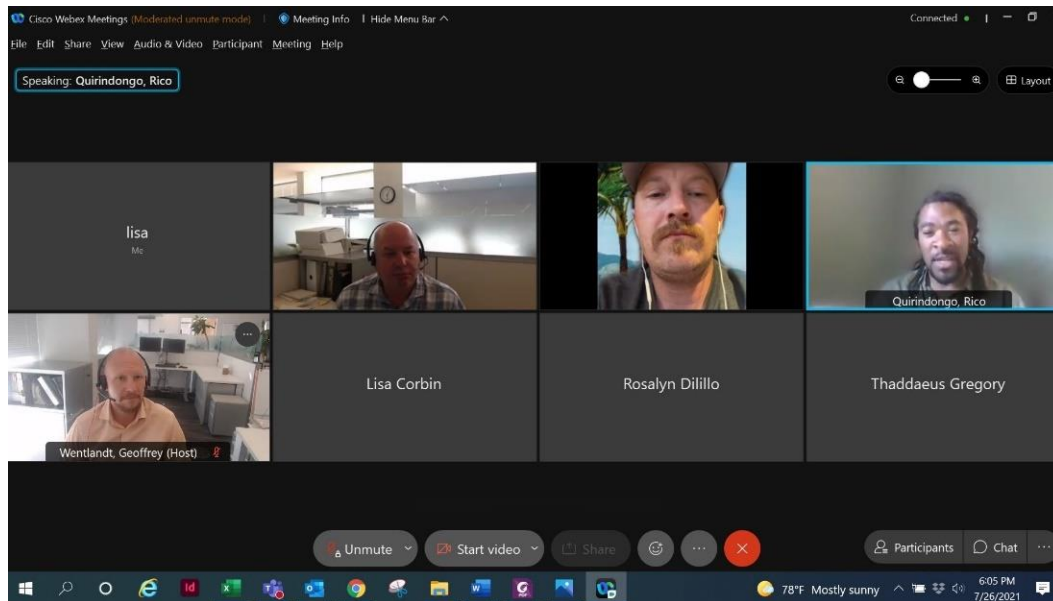 Cisco Webex Meetings (Moderated unmute mode) | Meeting Info | Hide Menu Bar Connected
File Edit Share View Audio & Video Participant Meeting Help
Speaking: Quirindongo, Rico
Layout
lisa
Me
Quirindongo, Rico
Lisa Corbin
Rosalyn Dilillo
Thaddaeus Gregory
Wentlandt, Geoffrey (Host)
Unmute Start video Share Participants Chat
78°F Mostly sunny 6:05 PM
7/26/2021